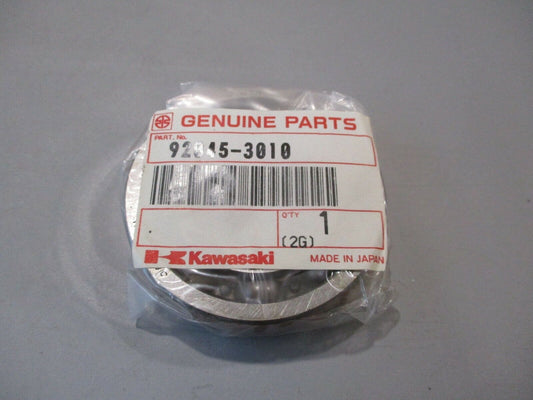 GENUINE PARTS
PART. No.
92045-3010
Q'TY
1
(2G)
Kawasaki
MADE IN JAPAN